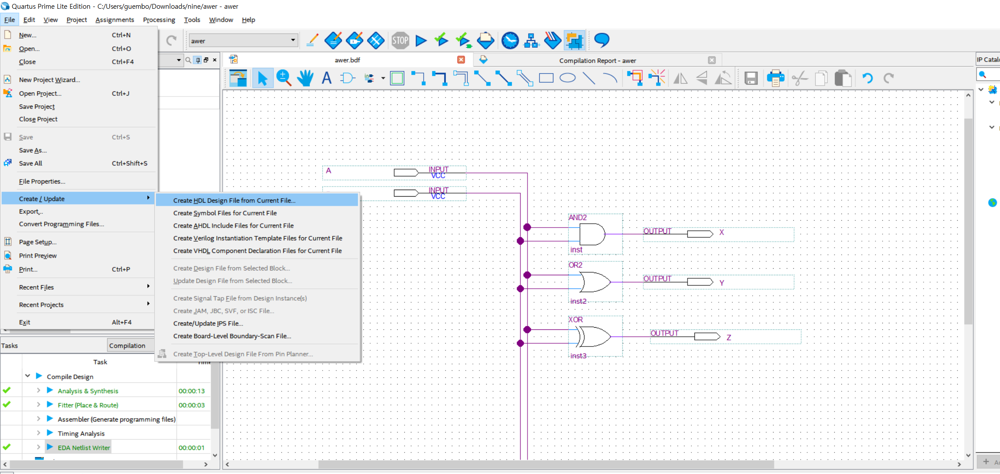 Quartus Prime Lite Edition - C:/Users/guembo/Downloads/nine/awer - awer
File Edit View Project Assignments Processing Tools Window Help
New... Ctrl+N
Open... Ctrl+O
Close Ctrl+F4
New Project Wizard...
Open Project... Ctrl+J
Save Project
Close Project
Save Ctrl+S
Save As...
Save All Ctrl+Shift+S
File Properties...
Create / Update
Export...
Convert Programming Files...
Page Setup...
Print Preview
Print... Ctrl+P
Recent Files
Recent Projects
Exit Alt+F4
Create HDL Design File from Current File...
Create Symbol Files for Current File
Create AHDL Include Files for Current File
Create Verilog Instantiation Template Files for Current File
Create VHDL Component Declaration Files for Current File
Create Design File from Selected Block...
Update Design File from Selected Block...
Create Signal Tap File from Design Instance(s)
Create JAM, JBC, SVF, or ISC File...
Create/Update IPS File...
Create Board-Level Boundary-Scan File...
Create Top-Level Design File From Pin Planner...
awer
STOP
awer.bdf
Compilation Report - awer
IP Catalo
A
in
A INPUT
VCC
INPUT
VCC
AND2
inst
OUTPUT X
OR2
inst2
OUTPUT Y
XOR
inst3
OUTPUT Z
Tasks Compilation
Task
Compile Design
Analysis & Synthesis 00:00:13
Fitter (Place & Route) 00:00:03
Assembler (Generate programming files)
Timing Analysis
EDA Netlist Writer 00:00:01